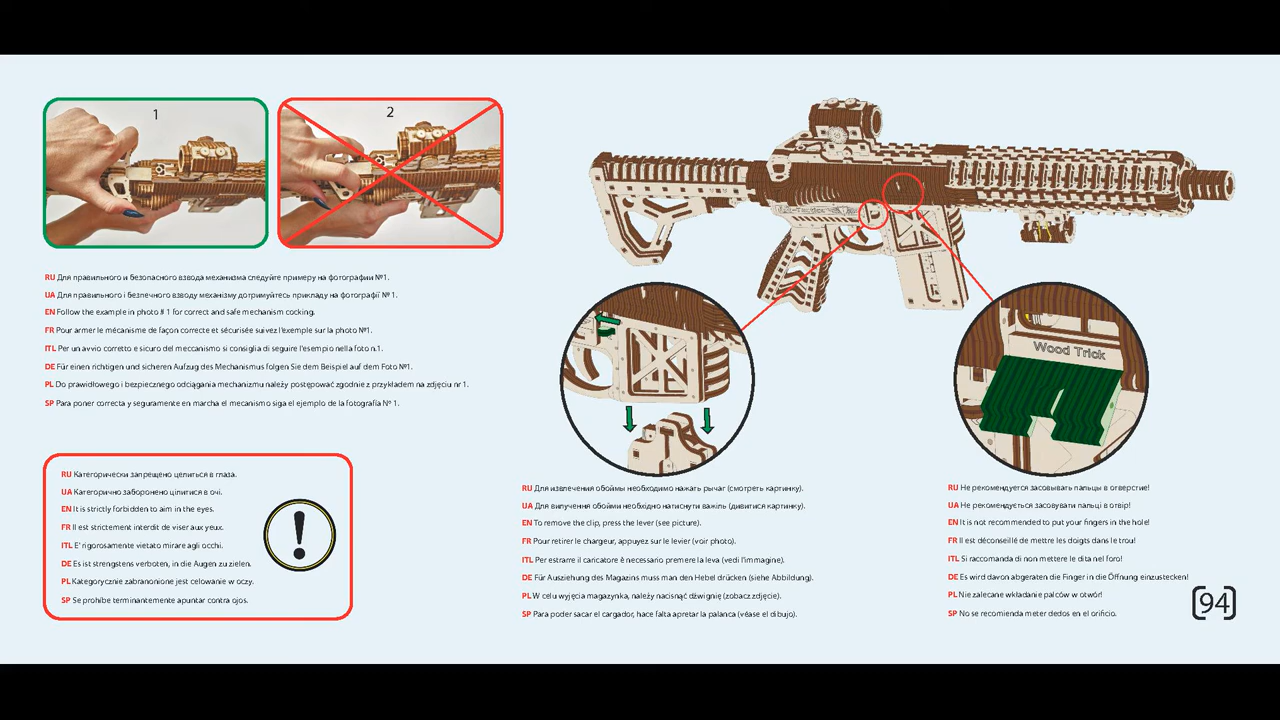 1
2
RU Для правильного и безопасного взвода механизма следуйте примеру на фотографии №1.
UA Для правильного і безпечного взводу механізму дотримуйтесь прикладу на фотографії № 1.
EN Follow the example in photo # 1 for correct and safe mechanism cocking.
FR Pour armer le mécanisme de façon correcte et sécurisée suivez l'exemple sur la photo №1.
ITL Per un avvio corretto e sicuro del meccanismo si consiglia di seguire l'esempio nella foto n.1.
DE Für einen richtigen und sicheren Aufzug des Mechanismus folgen Sie dem Beispiel auf dem Foto №1.
PL Do prawidłowego i bezpiecznego odciągania mechanizmu należy postępować zgodnie z przykładem na zdjęciu nr 1.
SP Para poner correcta y seguramente en marcha el mecanismo siga el ejemplo de la fotografía Nº 1.
RU Категорически запрещено целиться в глаза.
UA Категорично заборонено цілитися в очі.
EN It is strictly forbidden to aim in the eyes.
FR Il est strictement interdit de viser aux yeux.
ITL E' rigorosamente vietato mirare agli occhi.
DE Es ist strengstens verboten, in die Augen zu zielen.
PL Kategorycznie zabranonione jest celowanie w oczy.
SP Se prohíbe terminantemente apuntar contra ojos.
!
RU Для извлечения обоймы необходимо нажать рычаг (смотреть картинку).
UA Для вилучення обойми необхідно натиснути важіль (дивитися картинку).
EN To remove the clip, press the lever (see picture).
FR Pour retirer le chargeur, appuyez sur le levier (voir photo).
ITL Per estrarre il caricatore è necessario premere la leva (vedi l'immagine).
DE Für Ausziehung des Magazins muss man den Hebel drücken (siehe Abbildung).
PL W celu wyjęcia magazynka, należy nacisnąć dźwignię (zobacz zdjęcie).
SP Para poder sacar el cargador, hace falta apretar la palanca (véase el dibujo).
Wood Trick
RU Не рекомендуется засовывать пальцы в отверстие!
UA Не рекомендується засовувати пальці в отвір!
EN It is not recommended to put your fingers in the hole!
FR Il est déconseillé de mettre les doigts dans le trou!
ITL Si raccomanda di non mettere le dita nel foro!
DE Es wird davon abgeraten die Finger in die Öffnung einzustecken!
PL Nie zalecane wkładanie palców w otwór!
SP No se recomienda meter dedos en el orificio.
[94]